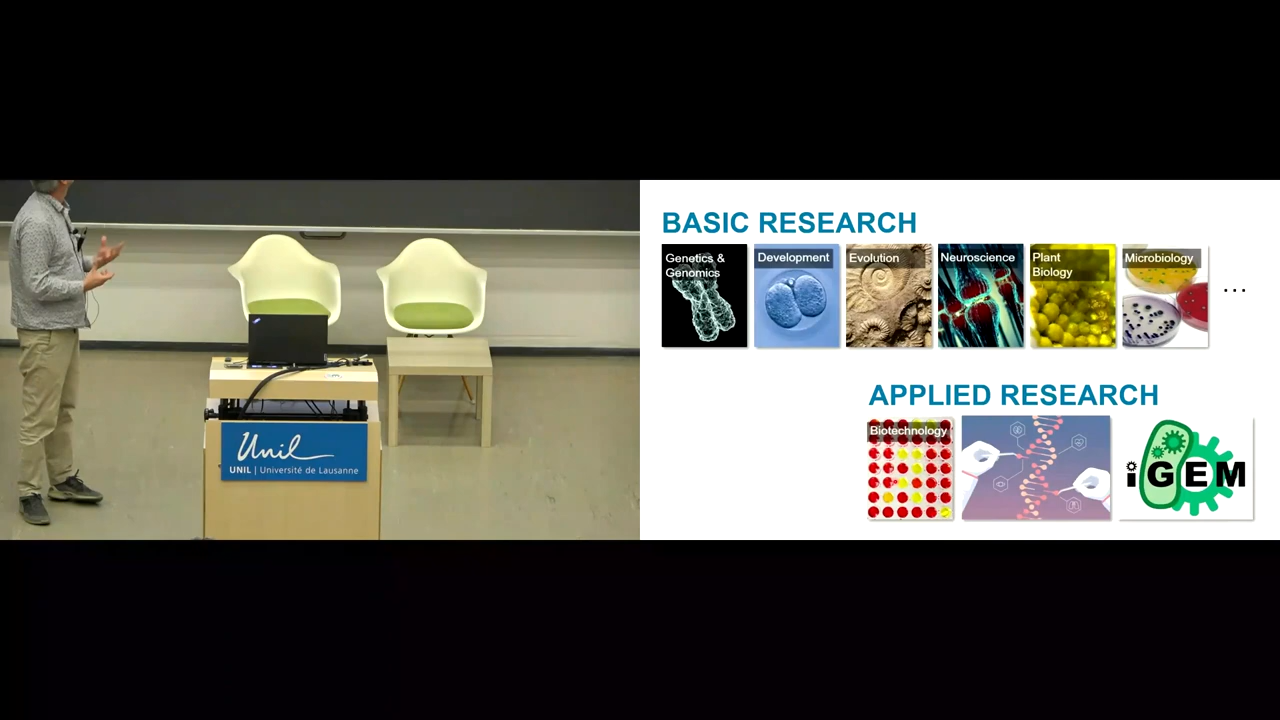 Unil
UNIL | Université de Lausanne
BASIC RESEARCH
Genetics &
Genomics
Development
Evolution
Neuroscience
Plant
Biology
Microbiology
...
APPLIED RESEARCH
Biotechnology
iGEM